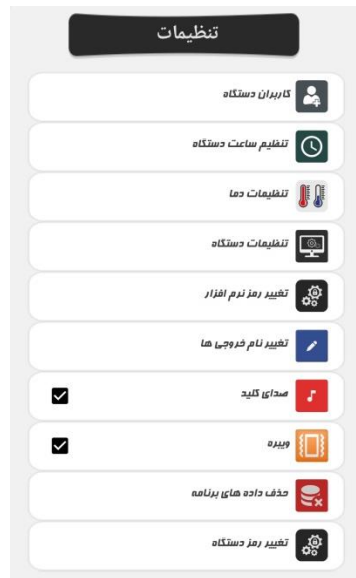 تنظیمات
کاربران دستگاه
تنظیم ساعت دستگاه
تنظیمات دما
تنظیمات دستگاه
تغییر رمز نرم افزار
تغییر نام خروجی ها
صدای کلید
ویبره
حذف داده های برنامه
تغییر رمز دستگاه